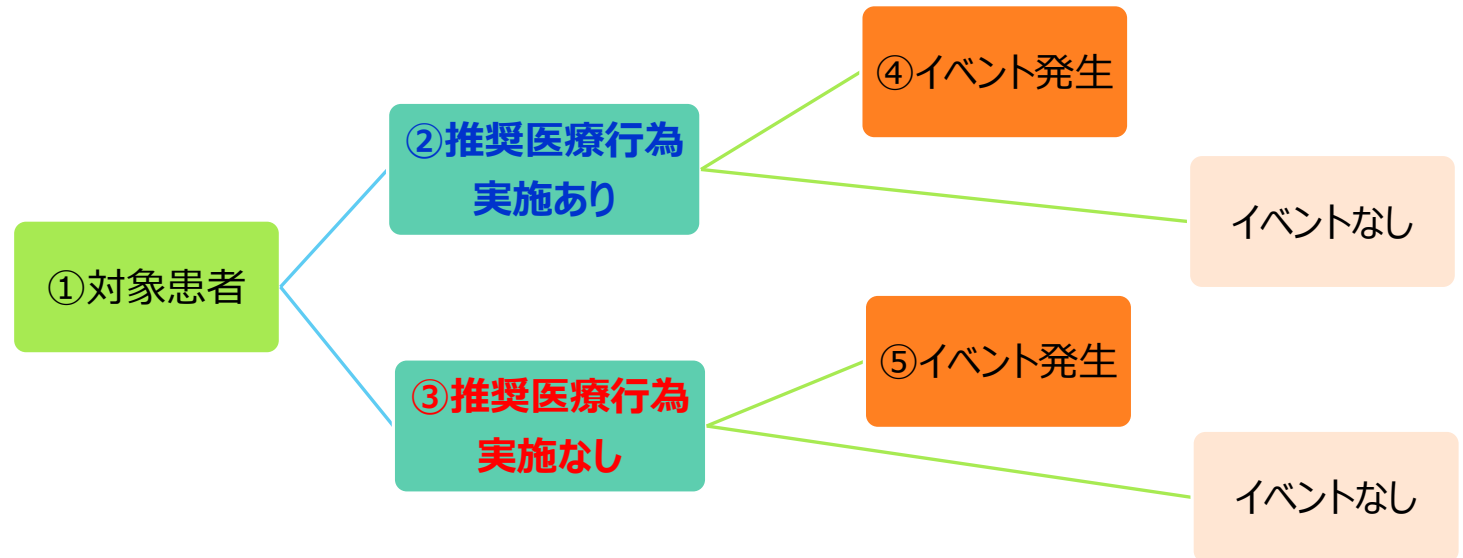 ④イベント発生
②推奨医療行為
実施あり
イベントなし
①対象患者
⑤イベント発生
③推奨医療行為
実施なし
イベントなし